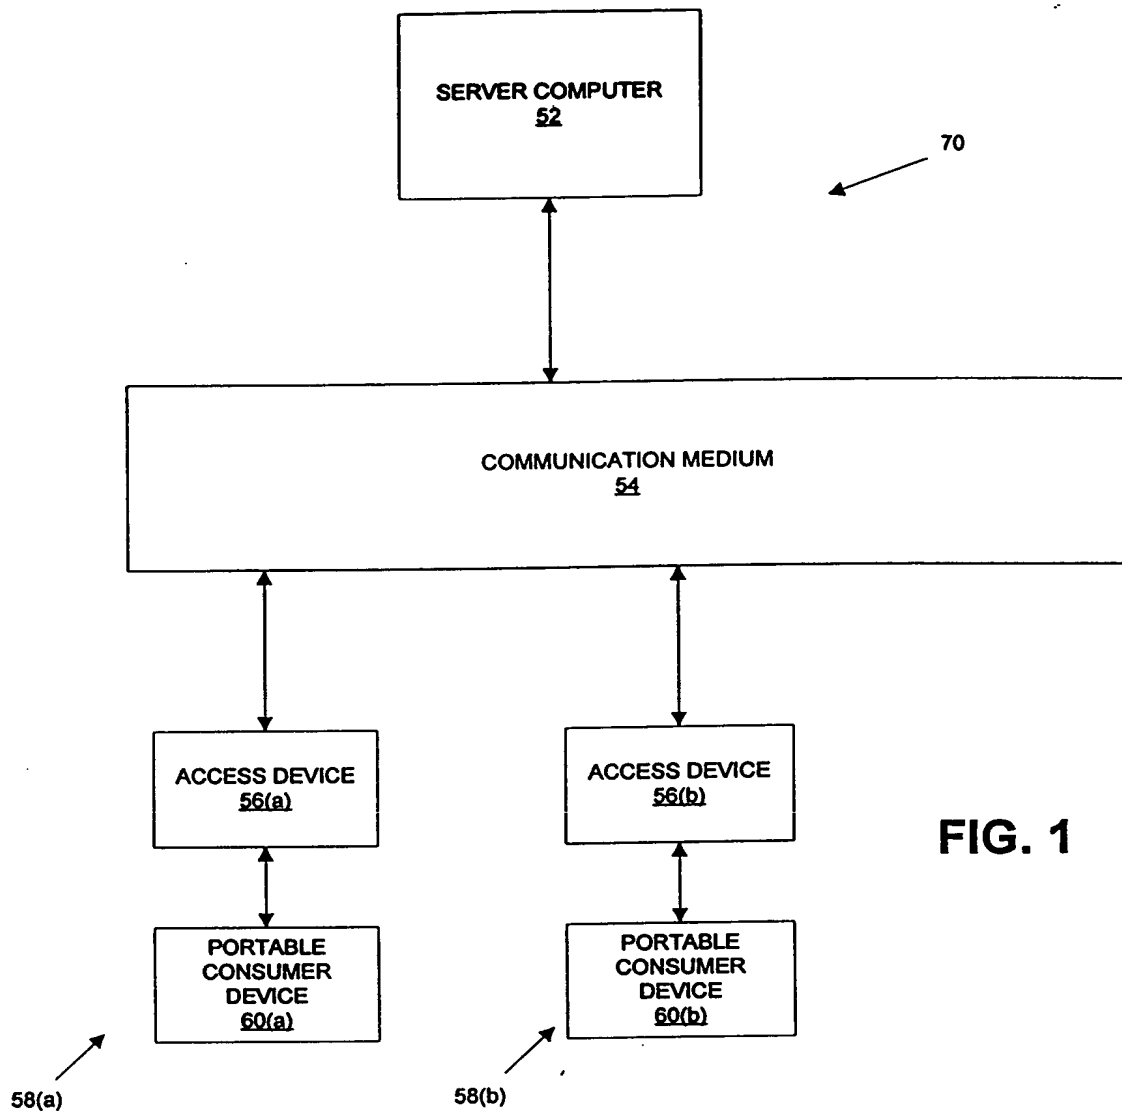 SERVER COMPUTER
52
70
COMMUNICATION MEDIUM
54
ACCESS DEVICE
56(a)
ACCESS DEVICE
56(b)
FIG. 1
PORTABLE
CONSUMER
DEVICE
60(a)
PORTABLE
CONSUMER
DEVICE
60(b)
58(a)
58(b)